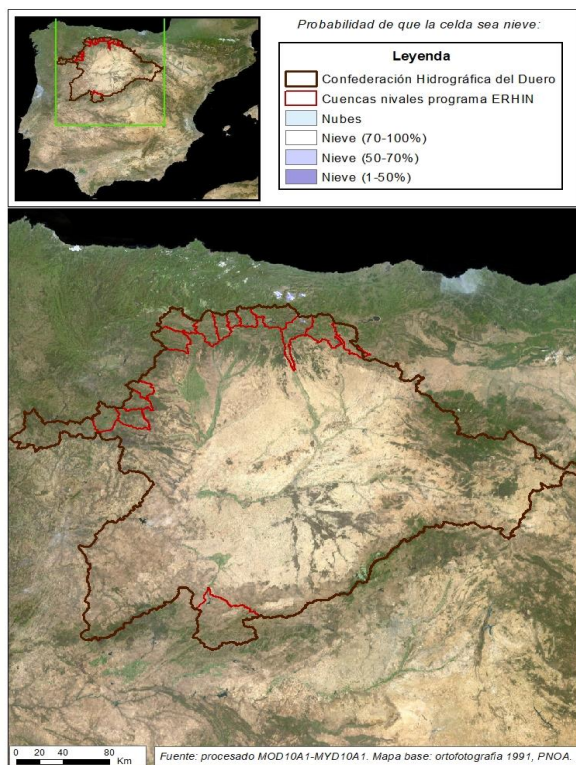 Probabilidad de que la celda sea nieve:
Leyenda
Confederación Hidrográfica del Duero
Cuencas nivales programa ERHIN
Nubes
Nieve (70-100%)
Nieve (50-70%)
Nieve (1-50%)
0 20 40 80
Km
Fuente: procesado MOD10A1-MYD10A1. Mapa base: ortofotografía 1991, PNOA.